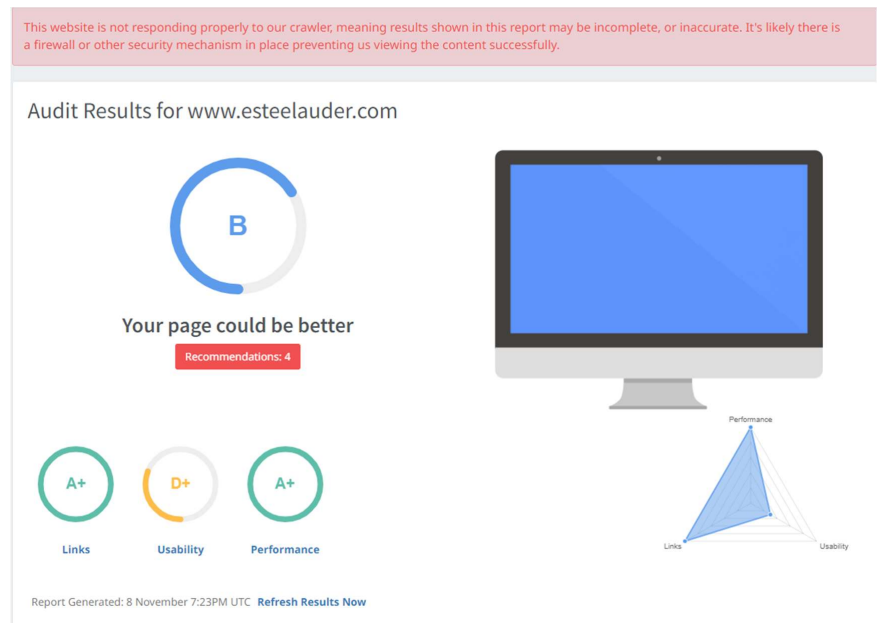 This website is not responding properly to our crawler, meaning results shown in this report may be incomplete, or inaccurate. It's likely there is
a firewall or other security mechanism in place preventing us viewing the content successfully.
Audit Results for www.esteelauder.com
B
Your page could be better
Recommendations: 4
A+
D+
A+
Links
Usability
Performance
Performance
Links
Usability
Report Generated: 8 November 7:23PM UTC Refresh Results Now